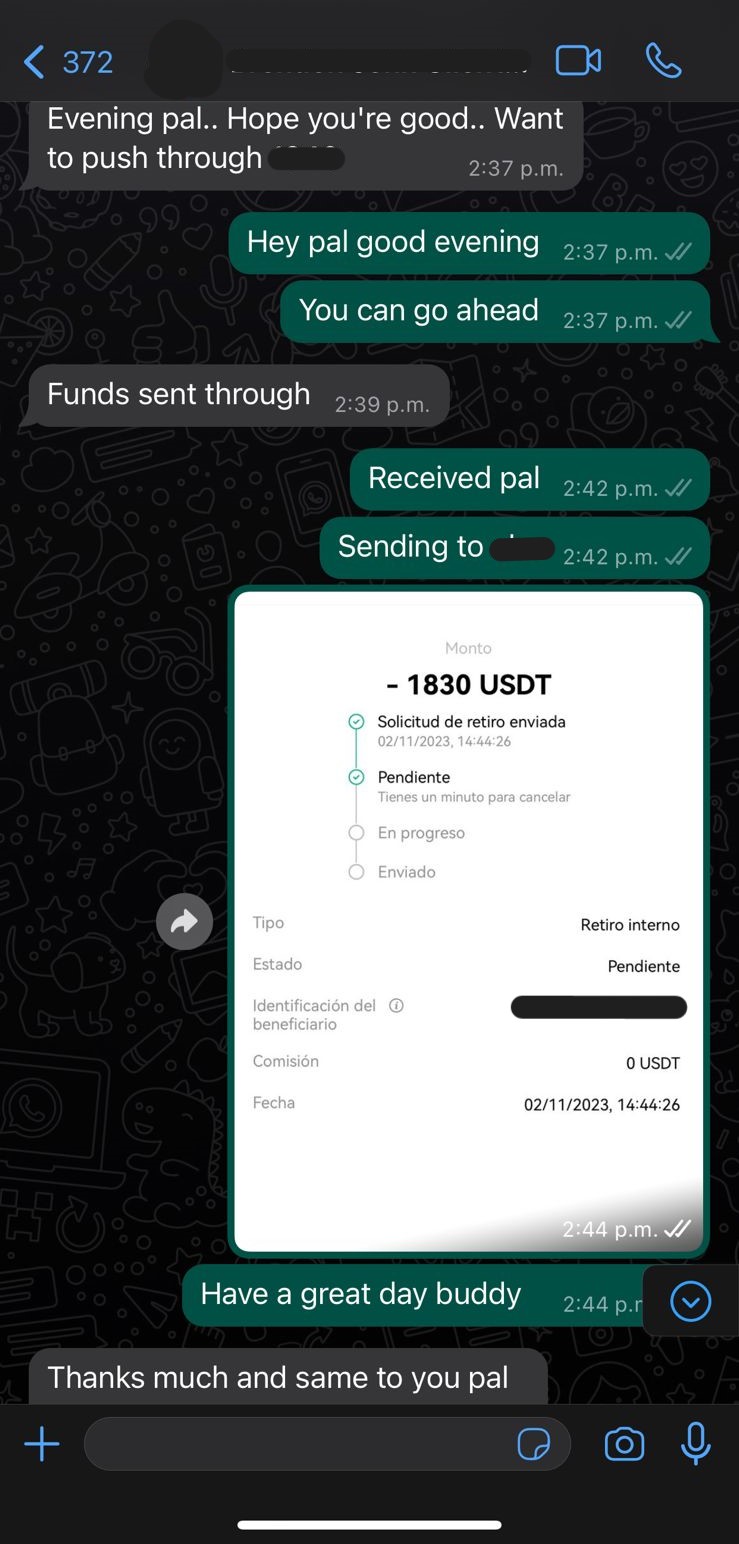 372
Evening pal.. Hope you're good.. Want
to push through
2:37 p.m.
Hey pal good evening 2:37 p.m.
You can go ahead 2:37 p.m.
Funds sent through 2:39 p.m.
Received pal 2:42 p.m.
Sending to 2:42 p.m.
Monto
- 1830 USDT
Solicitud de retiro enviada
02/11/2023, 14:44:26
Pendiente
Tienes un minuto para cancelar
En progreso
Enviado
Tipo Retiro interno
Estado Pendiente
Identificación del
beneficiario
Comisión 0 USDT
Fecha 02/11/2023, 14:44:26
2:44 p.m.
Have a great day buddy 2:44 p.
Thanks much and same to you pal